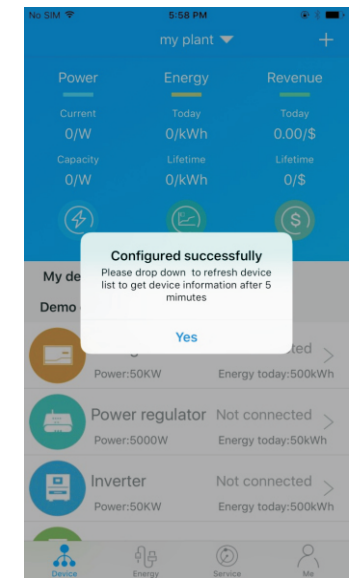 No SIM 5:58 PM
my plant
Power Energy Revenue
Current Today Today
0/W 0/kWh 0.00/$
Capacity Lifetime Lifetime
0/W 0/kWh 0/$
Configured successfully
Please drop down to refresh device
list to get device information after 5
mimutes
Yes
My de
Demo
ted
Power:50KW Energy today:500kWh
Power regulator Not connected
Power:5000W Energy today:50kWh
Inverter Not connected
Power:50KW Energy today:500kWh
Device Energy Service Me